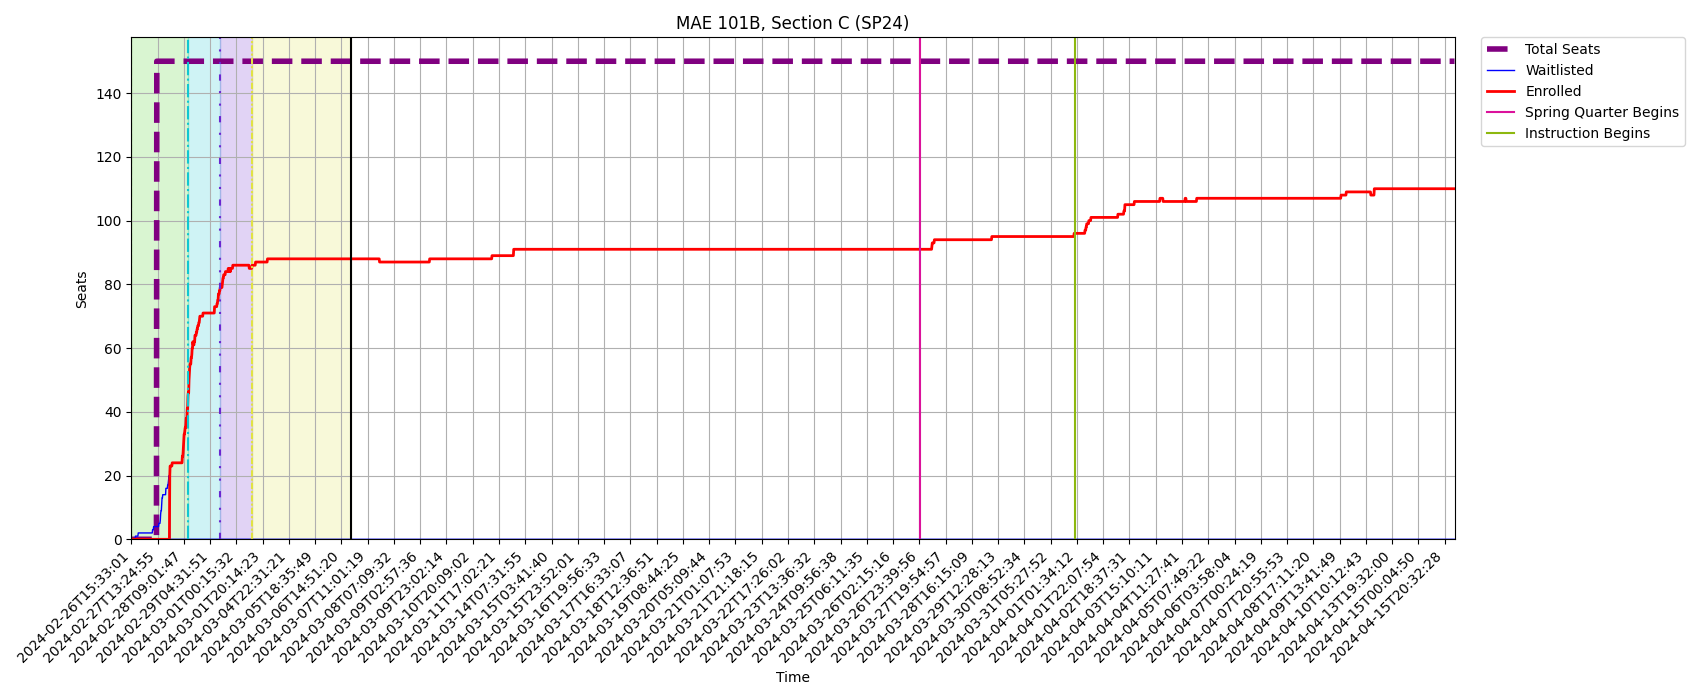 MAE 101B, Section C (SP24)
Total Seats
Waitlisted
Enrolled
Spring Quarter Begins
Instruction Begins
Seats
140
120
100
80
60
40
20
0
2024-02-26T15:33:01
2024-02-27T13:24:55
2024-02-28T09:01:47
2024-02-29T04:31:51
2024-03-01T00:15:32
2024-03-01T20:14:23
2024-03-04T22:31:21
2024-03-05T18:35:49
2024-03-06T14:51:20
2024-03-07T11:01:19
2024-03-08T07:09:32
2024-03-09T02:57:36
2024-03-09T23:02:14
2024-03-10T20:09:02
2024-03-11T17:02:21
2024-03-14T07:31:55
2024-03-15T03:41:40
2024-03-15T23:52:01
2024-03-16T19:56:33
2024-03-17T16:33:07
2024-03-18T12:36:51
2024-03-19T08:44:25
2024-03-20T05:09:44
2024-03-21T01:07:53
2024-03-21T21:18:15
2024-03-22T17:26:02
2024-03-23T13:36:32
2024-03-24T09:56:38
2024-03-25T06:11:35
2024-03-26T02:15:16
2024-03-26T23:39:56
2024-03-27T19:54:57
2024-03-28T16:15:09
2024-03-29T12:28:13
2024-03-30T08:52:34
2024-03-31T05:27:52
2024-04-01T01:34:12
2024-04-01T22:07:54
2024-04-02T18:37:31
2024-04-03T15:10:11
2024-04-04T11:27:41
2024-04-05T07:49:22
2024-04-06T03:58:04
2024-04-07T00:24:19
2024-04-07T20:55:53
2024-04-08T17:11:20
2024-04-09T13:41:49
2024-04-10T10:12:43
2024-04-13T19:32:00
2024-04-15T00:04:50
2024-04-15T20:32:28
Time